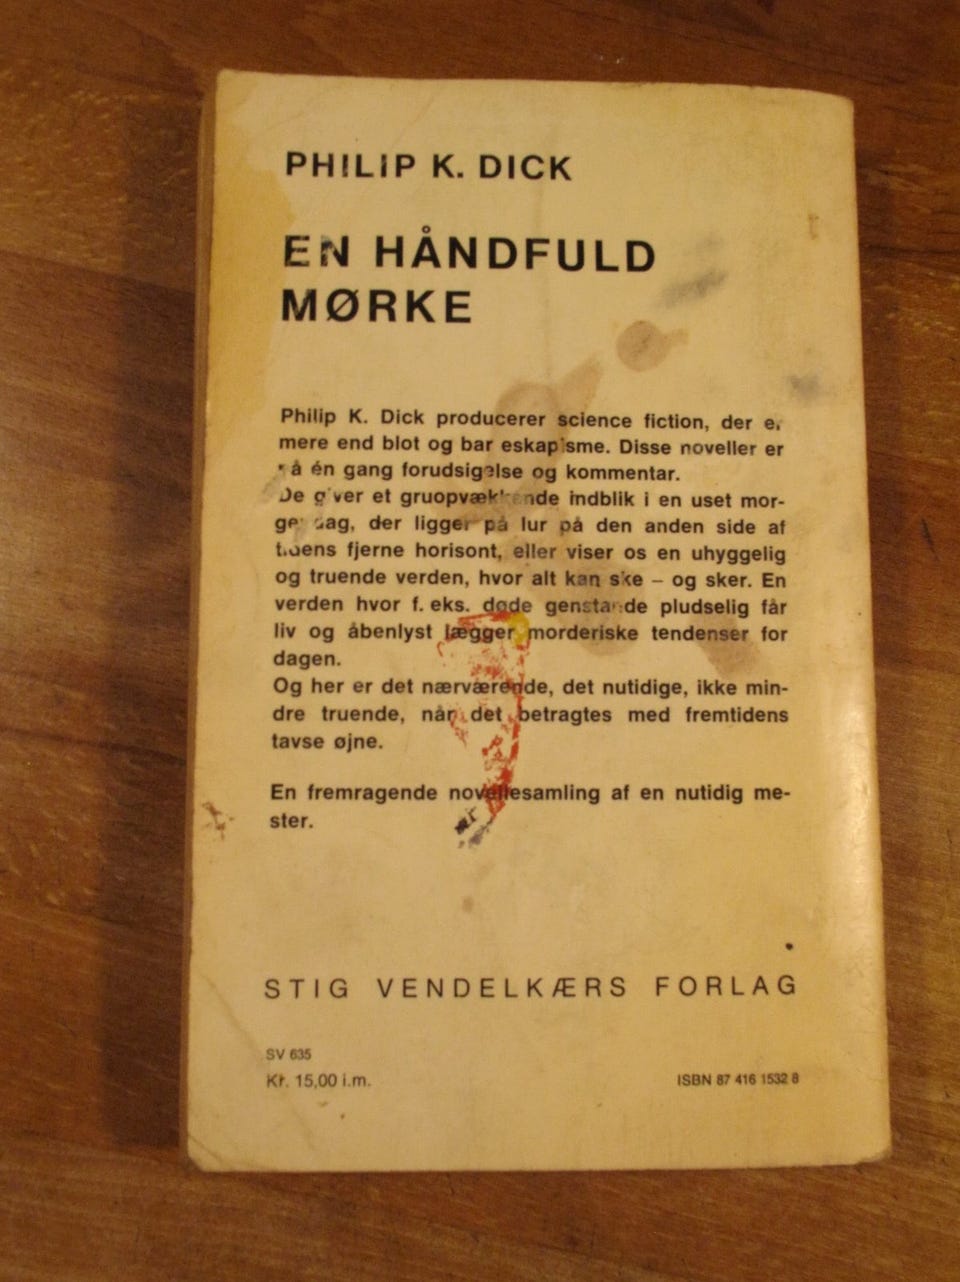 PHILIP K. DICK
EN HÅNDFULD
MØRKE
Philip K. Dick producerer science fiction, der er
mere end blot og bar eskapisme. Disse noveller er
på én gang forudsigelse og kommentar.
De giver et gruopvækkende indblik i en uset mor-
gendag, der ligger på lur på den anden side af
tidens fjerne horisont, eller viser os en uhyggelig
og truende verden, hvor alt kan ske – og sker. En
verden hvor f. eks. døde genstande pludselig får
liv og åbenlyst lægger morderiske tendenser for
dagen.
Og her er det nærværende, det nutidige, ikke min-
dre truende, når det betragtes med fremtidens
tavse øjne.
En fremragende novellesamling af en nutidig me-
ster.
STIG VENDELKÆRS FORLAG
SV 635
Kr. 15,00 i.m.
ISBN 87 416 1532 8